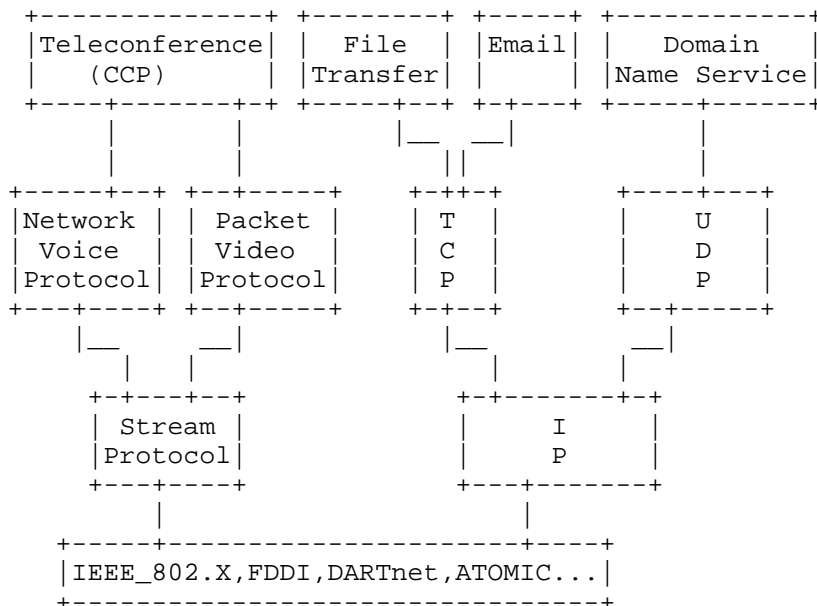 Teleconference File Email Domain
(CCP) Transfer Name Service
Network Packet T U
Voice Video C D
Protocol Protocol P P
Stream I
Protocol P
IEEE_802.X,FDDI,DARTnet,ATOMIC...